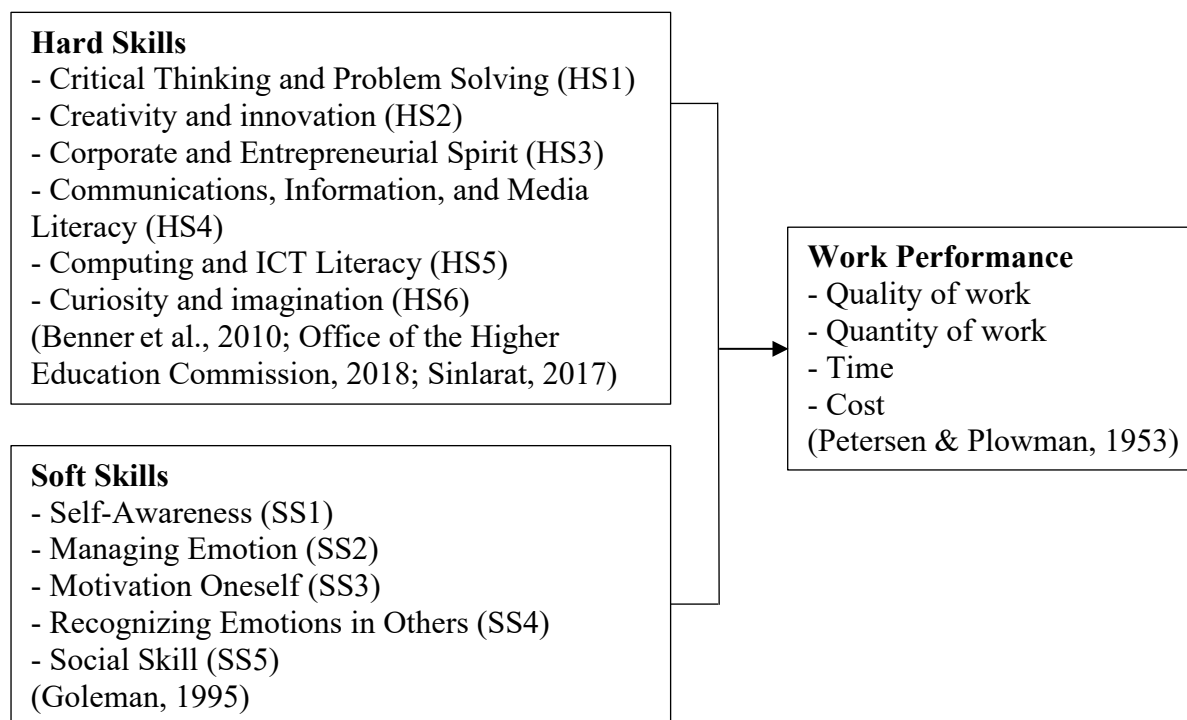 Hard Skills
- Critical Thinking and Problem Solving (HS1)
- Creativity and innovation (HS2)
- Corporate and Entrepreneurial Spirit (HS3)
- Communications, Information, and Media
Literacy (HS4)
- Computing and ICT Literacy (HS5)
- Curiosity and imagination (HS6)
(Benner et al., 2010; Office of the Higher
Education Commission, 2018; Sinlarat, 2017)
Soft Skills
- Self-Awareness (SS1)
- Managing Emotion (SS2)
- Motivation Oneself (SS3)
- Recognizing Emotions in Others (SS4)
- Social Skill (SS5)
(Goleman, 1995)
Work Performance
- Quality of work
- Quantity of work
- Time
- Cost
(Petersen & Plowman, 1953)